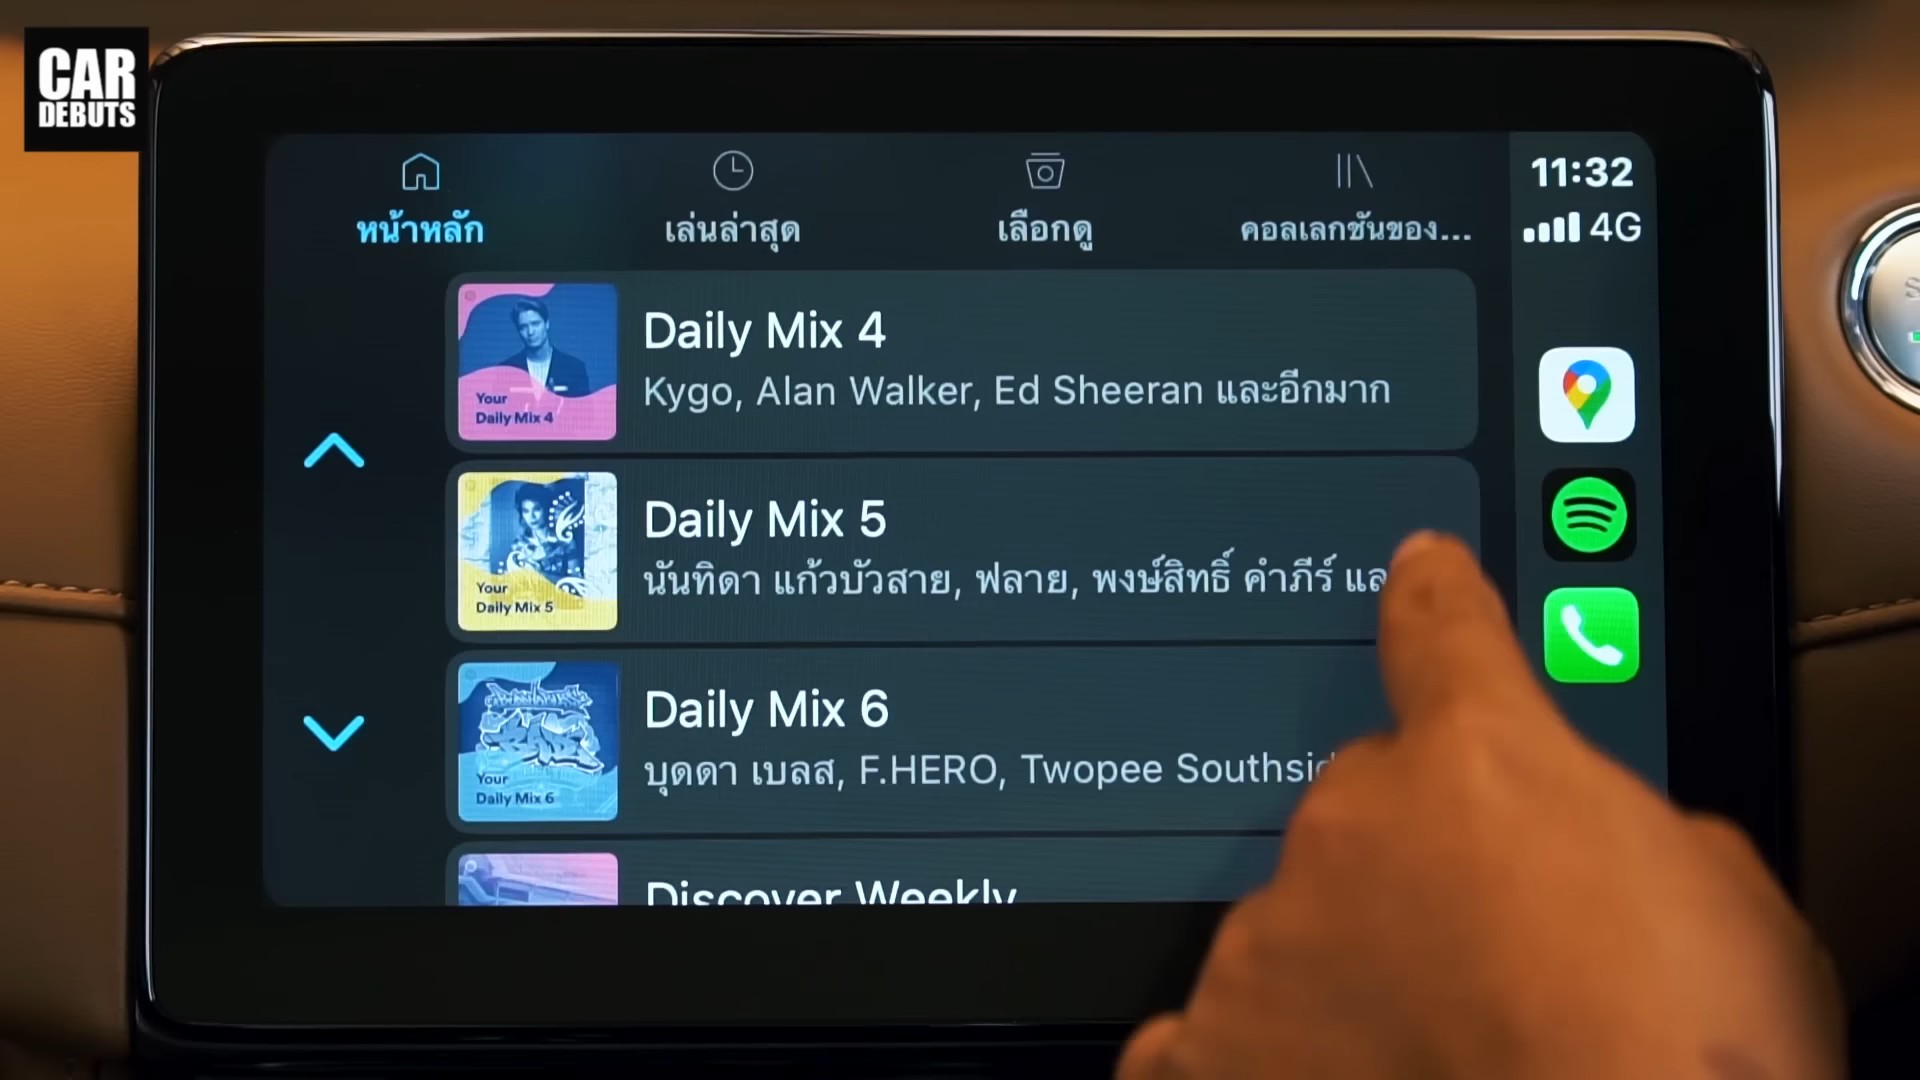 CAR
DEBUTS
หน้าหลัก
เล่นล่าสุด
เลือกดู
คอลเลกชันของ...
11:32
4G
Your
Daily Mix 4
Daily Mix 4
Kygo, Alan Walker, Ed Sheeran และอีกมาก
Your
Daily Mix 5
Daily Mix 5
นันทิดา แก้วบัวสาย, ฟลาย, พงษ์สิทธิ์ คำภีร์ แล
Your
Daily Mix 6
Daily Mix 6
บุดดา เบลส, F.HERO, Twopee Southsid
Discover Weekly